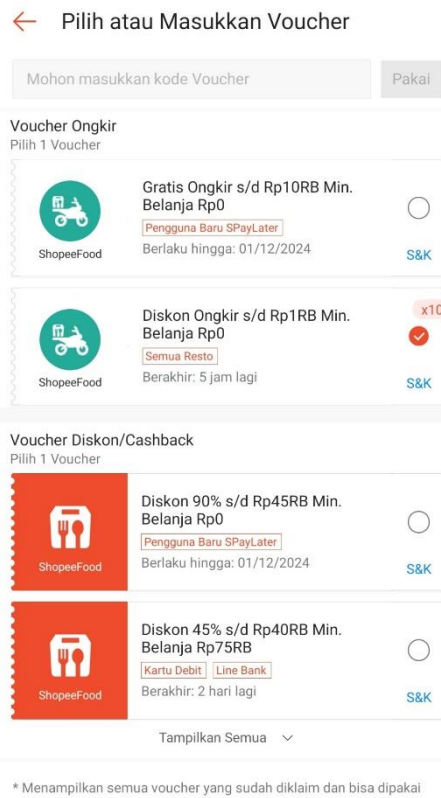 Pilih atau Masukkan Voucher
Mohon masukkan kode Voucher
Pakai
Voucher Ongkir
Pilih 1 Voucher
ShopeeFood
Gratis Ongkir s/d Rp10RB Min.
Belanja Rp0
Pengguna Baru SPayLater
Berlaku hingga: 01/12/2024
S&K
ShopeeFood
Diskon Ongkir s/d Rp1RB Min.
Belanja Rp0
Semua Resto
Berakhir: 5 jam lagi
x10
S&K
Voucher Diskon/Cashback
Pilih 1 Voucher
ShopeeFood
Diskon 90% s/d Rp45RB Min.
Belanja Rp0
Pengguna Baru SPayLater
Berlaku hingga: 01/12/2024
S&K
ShopeeFood
Diskon 45% s/d Rp40RB Min.
Belanja Rp75RB
Kartu Debit Line Bank
Berakhir: 2 hari lagi
S&K
Tampilkan Semua
* Menampilkan semua voucher yang sudah diklaim dan bisa dipakai